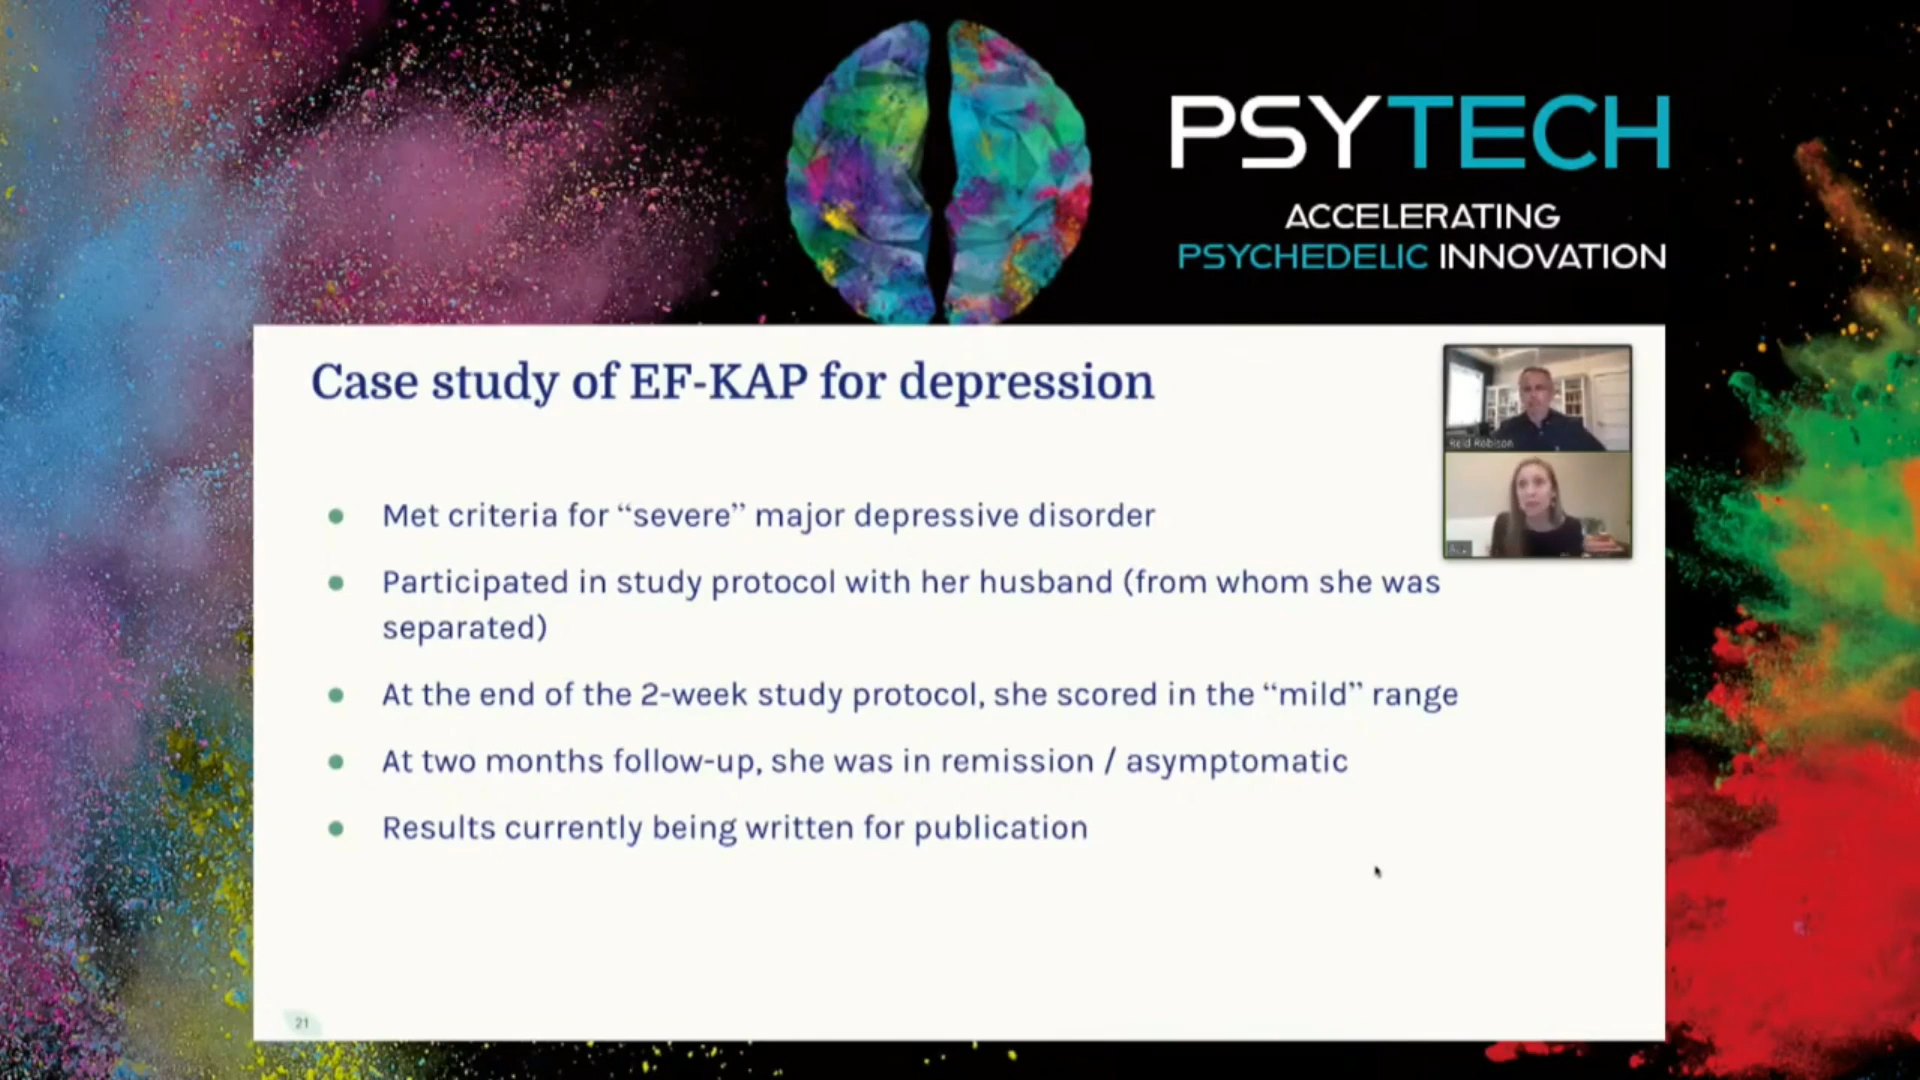 PSYTECH
ACCELERATING
PSYCHEDELIC INNOVATION
Case study of EF-KAP for depression
Reid Robison
Met criteria for “severe” major depressive disorder
Participated in study protocol with her husband (from whom she was
separated)
At the end of the 2-week study protocol, she scored in the “mild” range
At two months follow-up, she was in remission / asymptomatic
Results currently being written for publication
21